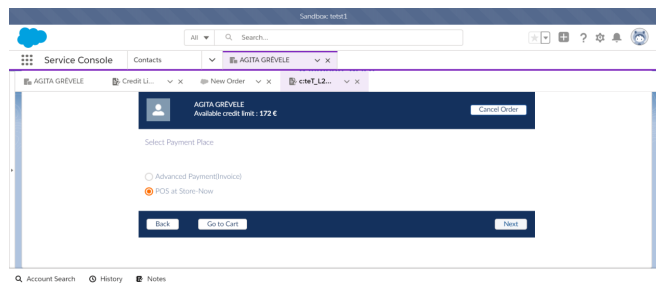 Sandbox: tetst1
All Search...
Service Console Contacts AGITA GRĒVELE
AGITA GRĒVELE Credit Li... New Order c:teT_L2...
AGITA GRĒVELE
Available credit limit : 172 €
Cancel Order
Select Payment Place
Advanced Payment(Invoice)
POS at Store-Now
Back Go to Cart Next
Account Search History Notes